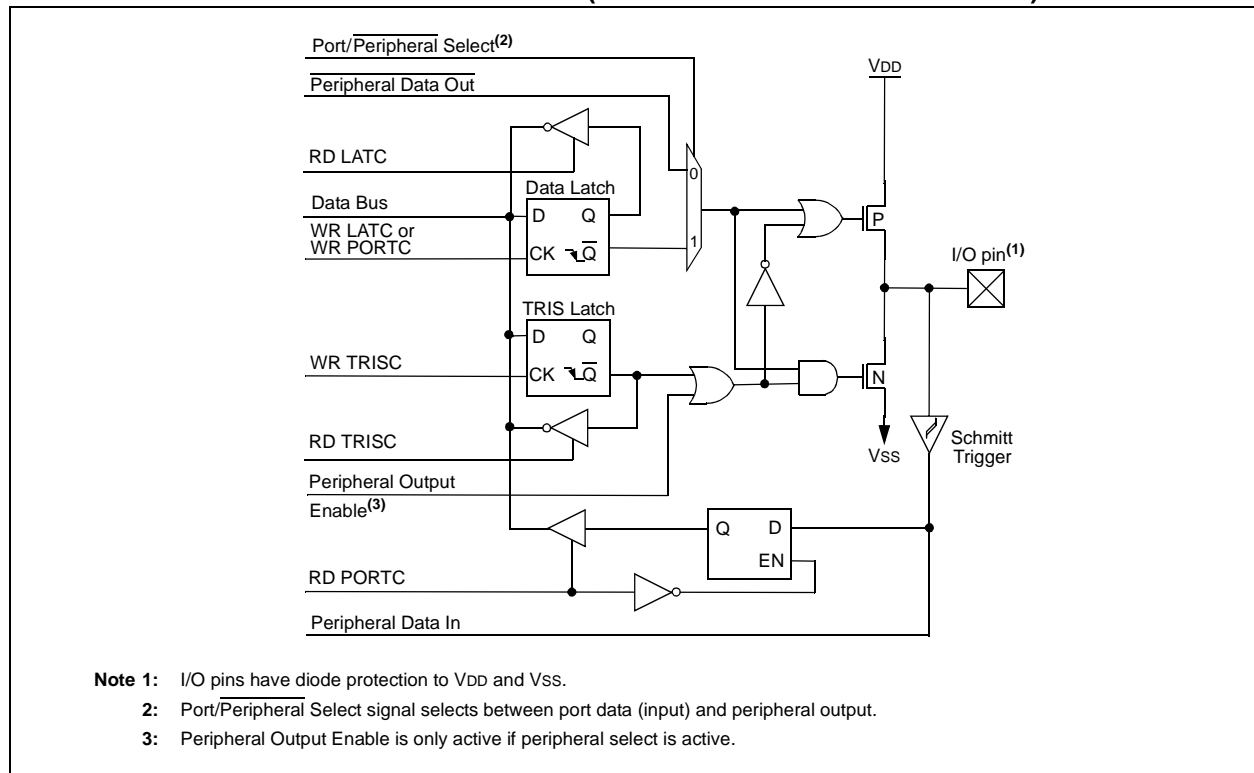 Port/Peripheral Select(2)
Peripheral Data Out
VDD
RD LATC
0
Data Latch
Data Bus
D Q
WR LATC or
WR PORTC
CK Q
1
P
I/O pin(1)
TRIS Latch
D Q
WR TRISC
CK Q
N
RD TRISC
VSS
Schmitt
Trigger
Peripheral Output
Enable(3)
Q D
EN
RD PORTC
Peripheral Data In
Note 1: I/O pins have diode protection to VDD and VSS.
2: Port/Peripheral Select signal selects between port data (input) and peripheral output.
3: Peripheral Output Enable is only active if peripheral select is active.